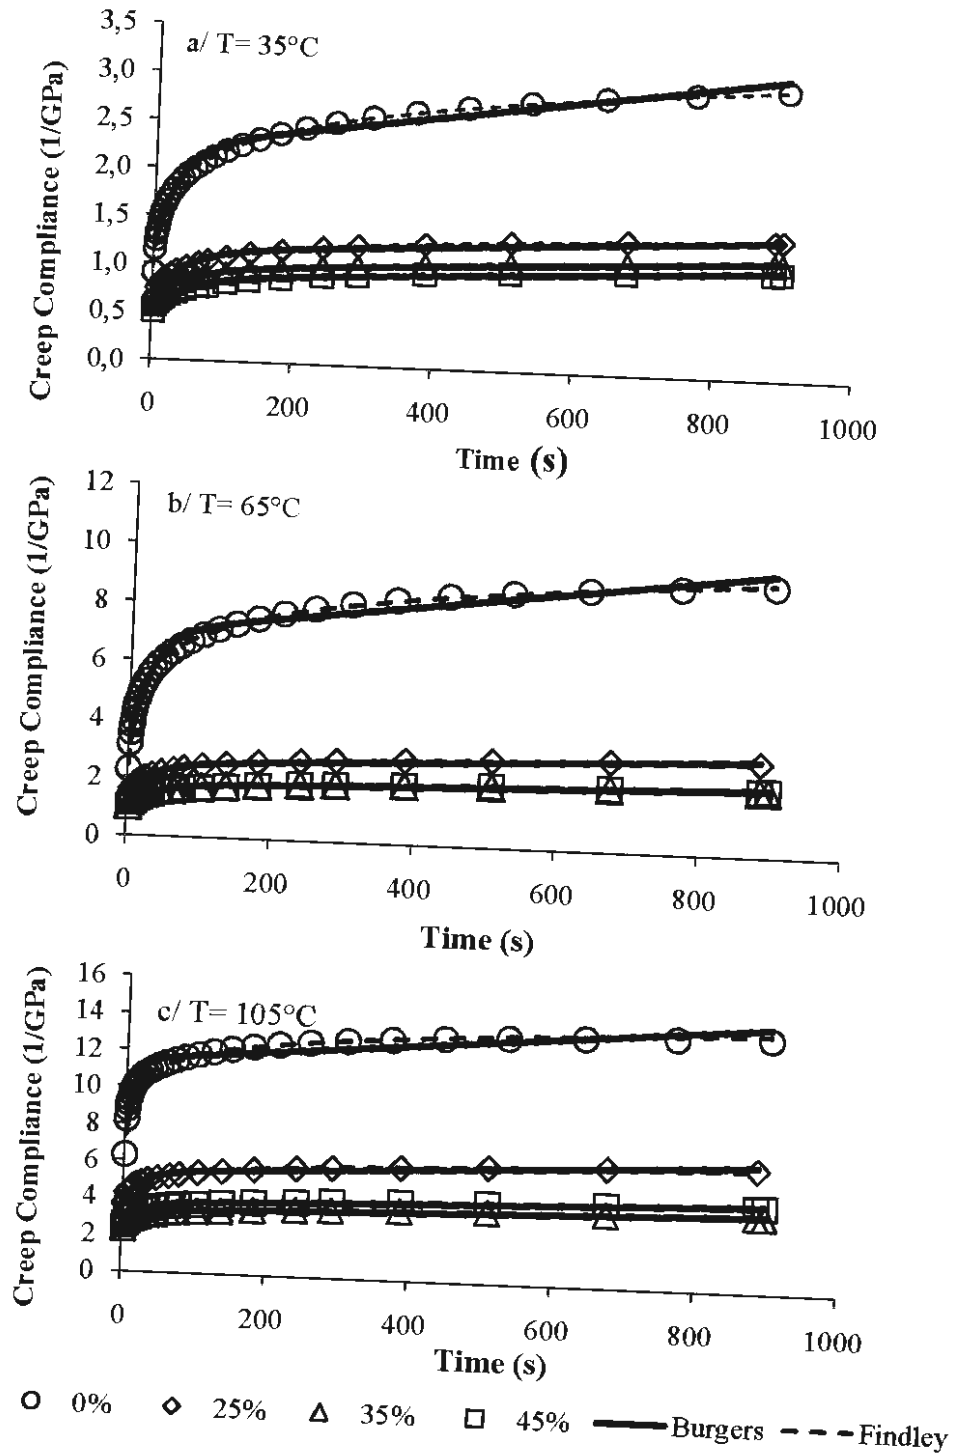 3,5
a/ T= 35°C
3,0
2,5
2,0
1,5
1,0
0,5
0,0
Creep Compliance (1/GPa)
0 200 400 600 800 1000
Time (s)
12
b/ T= 65°C
10
8
6
4
2
0
Creep Compliance (1/GPa)
0 200 400 600 800 1000
Time (s)
16
14
c/ T= 105°C
12
10
8
6
4
2
0
Creep Compliance (1/GPa)
0 200 400 600 800 1000
Time (s)
0% 25% 35% 45% Burgers Findley